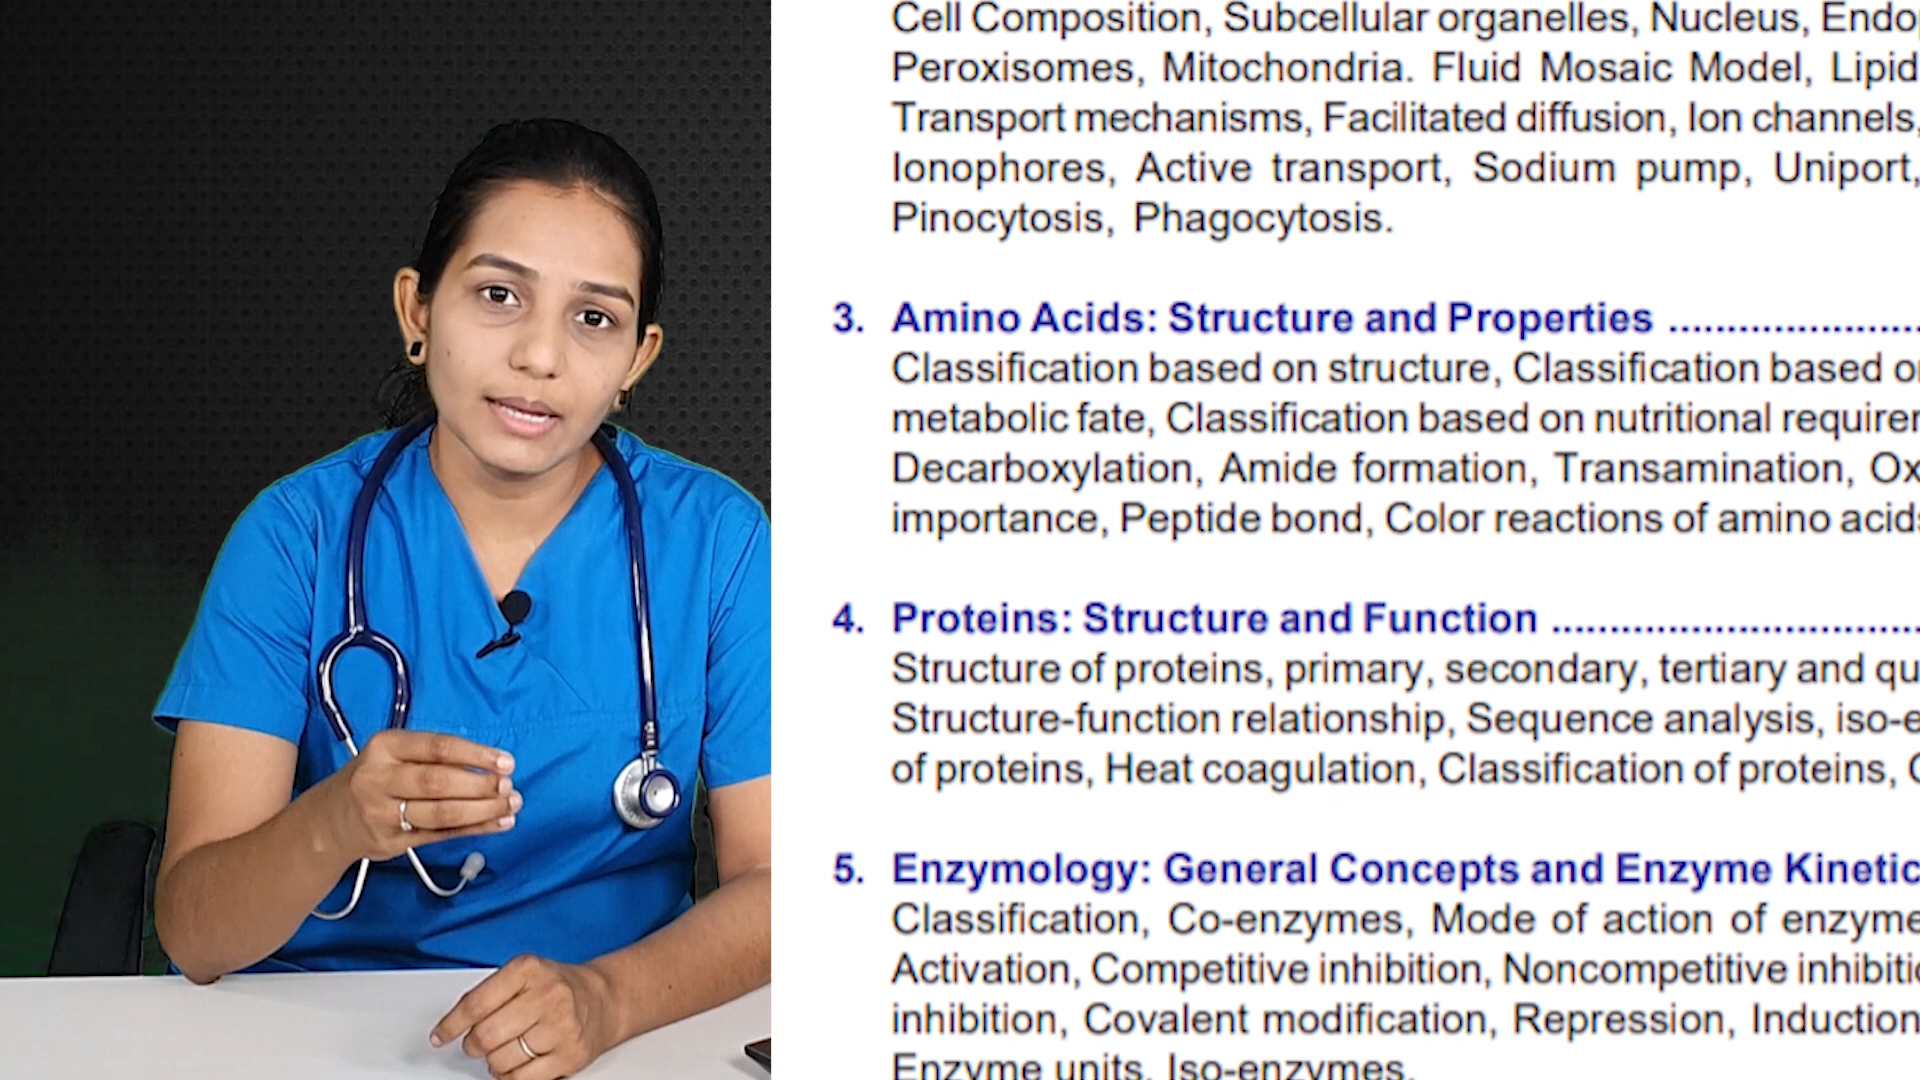 Cell Composition, Subcellular organelles, Nucleus,
Peroxisomes, Mitochondria. Fluid Mosaic Model, Lipid
Transport mechanisms, Facilitated diffusion, Ion channels,
Ionophores, Active transport, Sodium pump, Uniport,
Pinocytosis, Phagocytosis.
3. Amino Acids: Structure and Properties ......................
Classification based on structure, Classification based
metabolic fate, Classification based on nutritional
Decarboxylation, Amide formation, Transamination,
importance, Peptide bond, Color reactions of amino
4. Proteins: Structure and Function ................................
Structure of proteins, primary, secondary, tertiary and
Structure-function relationship, Sequence analysis,
of proteins, Heat coagulation, Classification of proteins,
5. Enzymology: General Concepts and Enzyme
Classification, Co-enzymes, Mode of action of
Activation, Competitive inhibition, Noncompetitive
inhibition, Covalent modification, Repression, Induction
Enzyme units, Iso-enzymes.